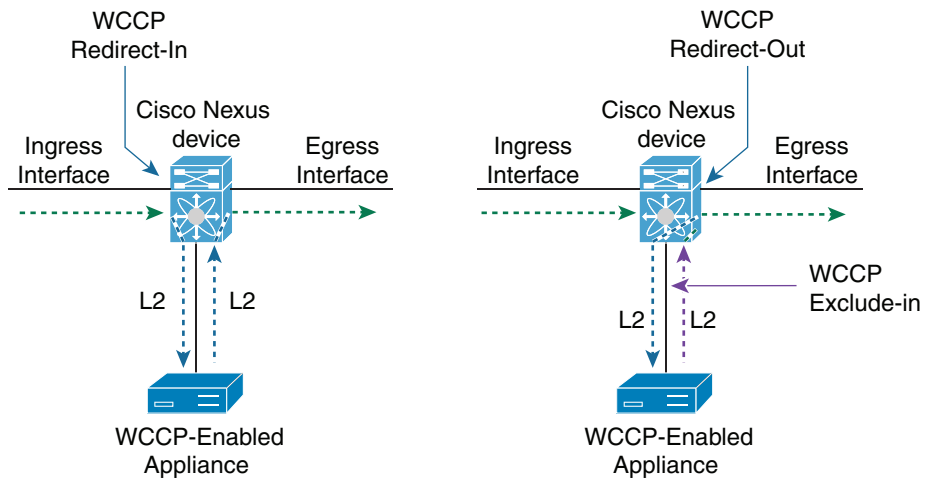 WCCP
Redirect-In
Cisco Nexus
device
Ingress
Interface
Egress
Interface
L2
L2
WCCP-Enabled
Appliance
WCCP
Redirect-Out
Cisco Nexus
device
Ingress
Interface
Egress
Interface
WCCP
Exclude-in
L2
L2
WCCP-Enabled
Appliance